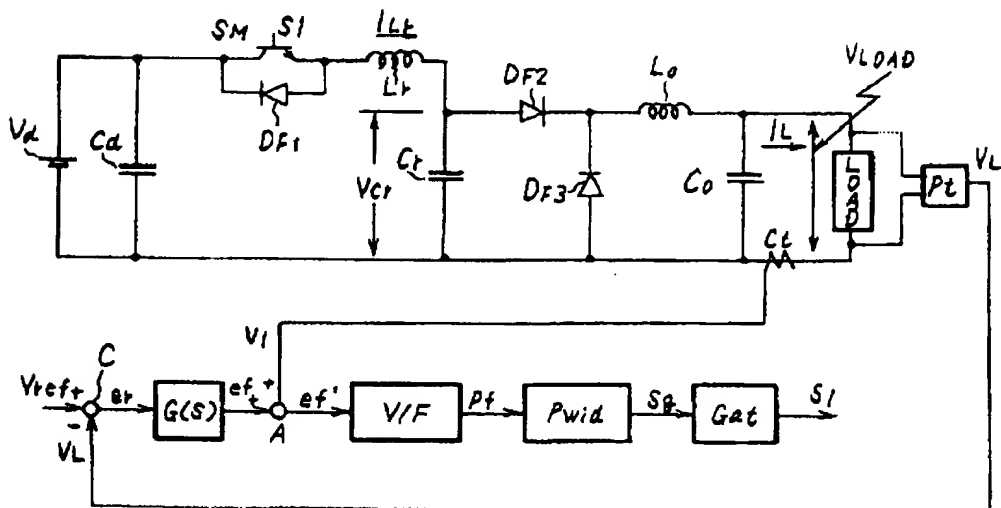 SM S1 ILr
Lr
DF1
Vd
Cd
VCr
Cr
DF2
DF3
Lo
VLOAD
IL
Co
LOAD
Pt
VL
Ct
V1
C
Vref +
-
VL
er
G(S)
ef +
+
A
ef'
V/F
Pf
Pwid
Sg
Gat
S1